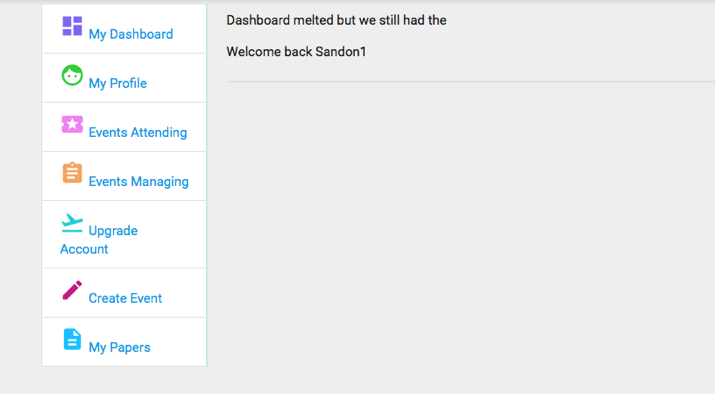 My Dashboard
My Profile
Events Attending
Events Managing
Upgrade
Account
Create Event
My Papers
Dashboard melted but we still had the
Welcome back Sandon1